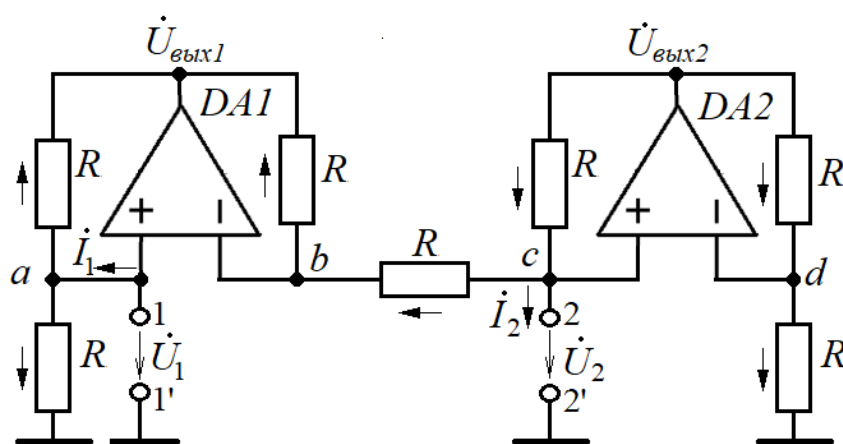 U̇вых1 U̇вых2
DA1 DA2
R R R R
+ − + −
a İ1 b R c d
1 İ2 2
R U̇1 U̇2 R
1' 2'